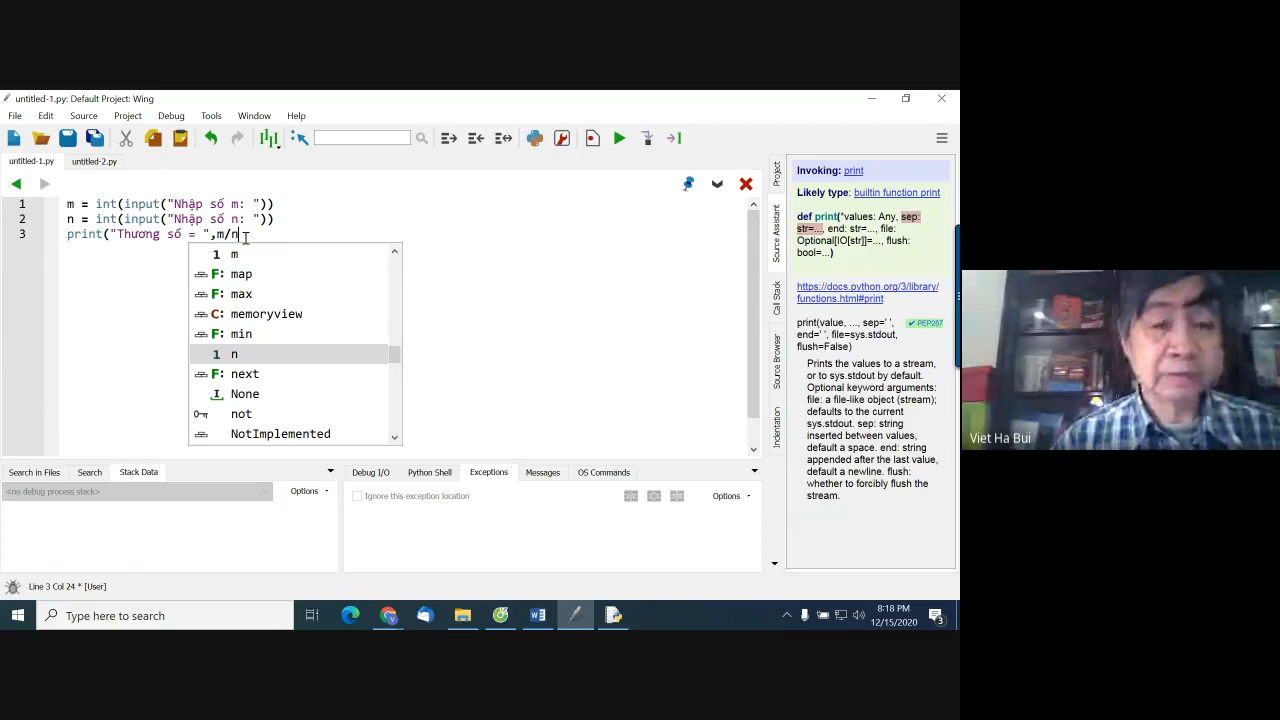 untitled-1.py: Default Project: Wing
File Edit Source Project Debug Tools Window Help
untitled-1.py untitled-2.py
1 m = int(input("Nhập số m: "))
2 n = int(input("Nhập số n: "))
3 print("Thương số = ",m/n
1 m
F: map
F: max
C: memoryview
F: min
1 n
F: next
I None
not
NotImplemented
Project
Source Assistant
Call Stack
Source Browser
Indentation
Invoking: print
Likely type: builtin function print
def print(*values: Any, sep:
str=..., end: str=..., file:
Optional[IO[str]]=..., flush:
bool=...)
https://docs.python.org/3/library/
functions.html#print
print(value, ..., sep=' ', ✔ PEP287
end=' ', file=sys.stdout,
flush=False)
Prints the values to a stream,
or to sys.stdout by default.
Optional keyword arguments:
file: a file-like object (stream);
defaults to the current
sys.stdout. sep: string
inserted between values,
default a space. end: string
appended after the last value,
default a newline. flush:
whether to forcibly flush the
stream.
Viet Ha Bui
Search in Files Search Stack Data
<no debug process stack> Options
Debug I/O Python Shell Exceptions Messages OS Commands
Ignore this exception location Options
Line 3 Col 24 * [User]
Type here to search
8:18 PM
12/15/2020
3